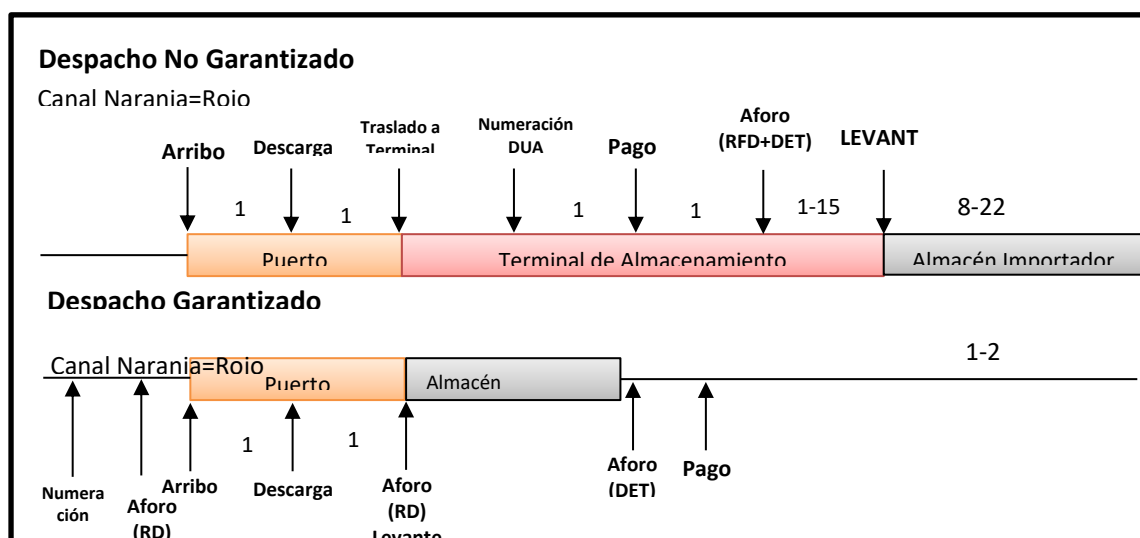 Despacho No Garantizado
Canal Naranja=Rojo
Arribo
Descarga
Traslado a
Terminal
Numeración
DUA
Pago
Aforo
(RFD+DET)
LEVANT
1
1
1
1
1-15
8-22
Puerto
Terminal de Almacenamiento
Almacén Importador
Despacho Garantizado
Canal Naranja=Rojo
Puerto
Almacén
1-2
1
1
Numera
ción
Aforo
(RD)
Arribo
Descarga
Aforo
(RD)
Levante
Aforo
(DET)
Pago